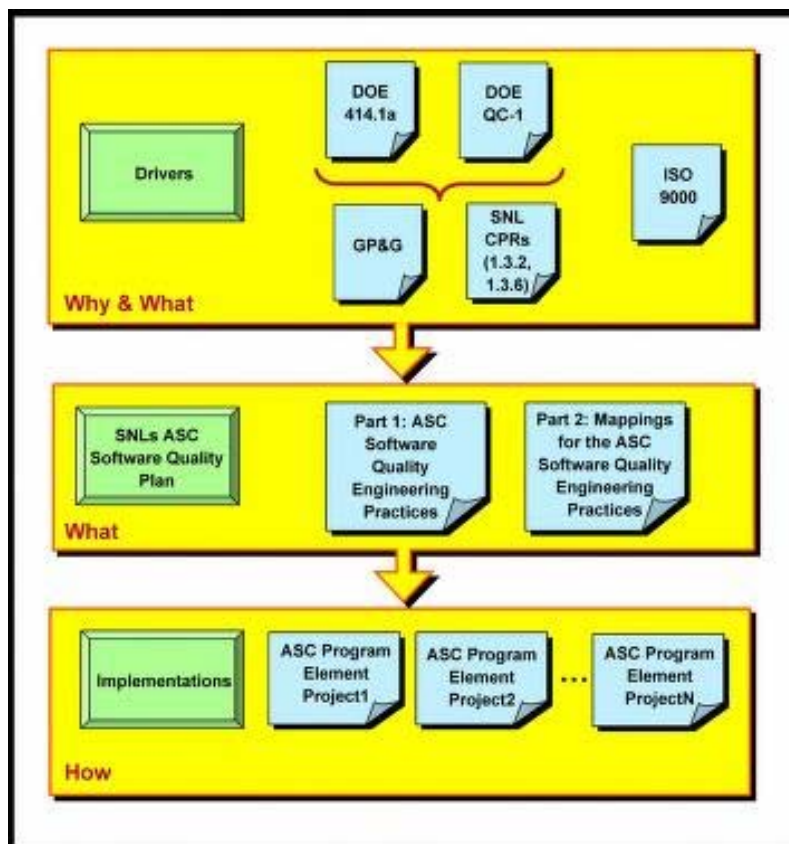 Drivers
DOE
414.1a
DOE
QC-1
GP&G
SNL
CPRs
(1.3.2,
1.3.6)
ISO
9000
Why & What
SNLs ASC
Software Quality
Plan
Part 1: ASC
Software
Quality
Engineering
Practices
Part 2: Mappings
for the ASC
Software Quality
Engineering
Practices
What
Implementations
ASC Program
Element
Project1
ASC Program
Element
Project2
...
ASC Program
Element
ProjectN
How